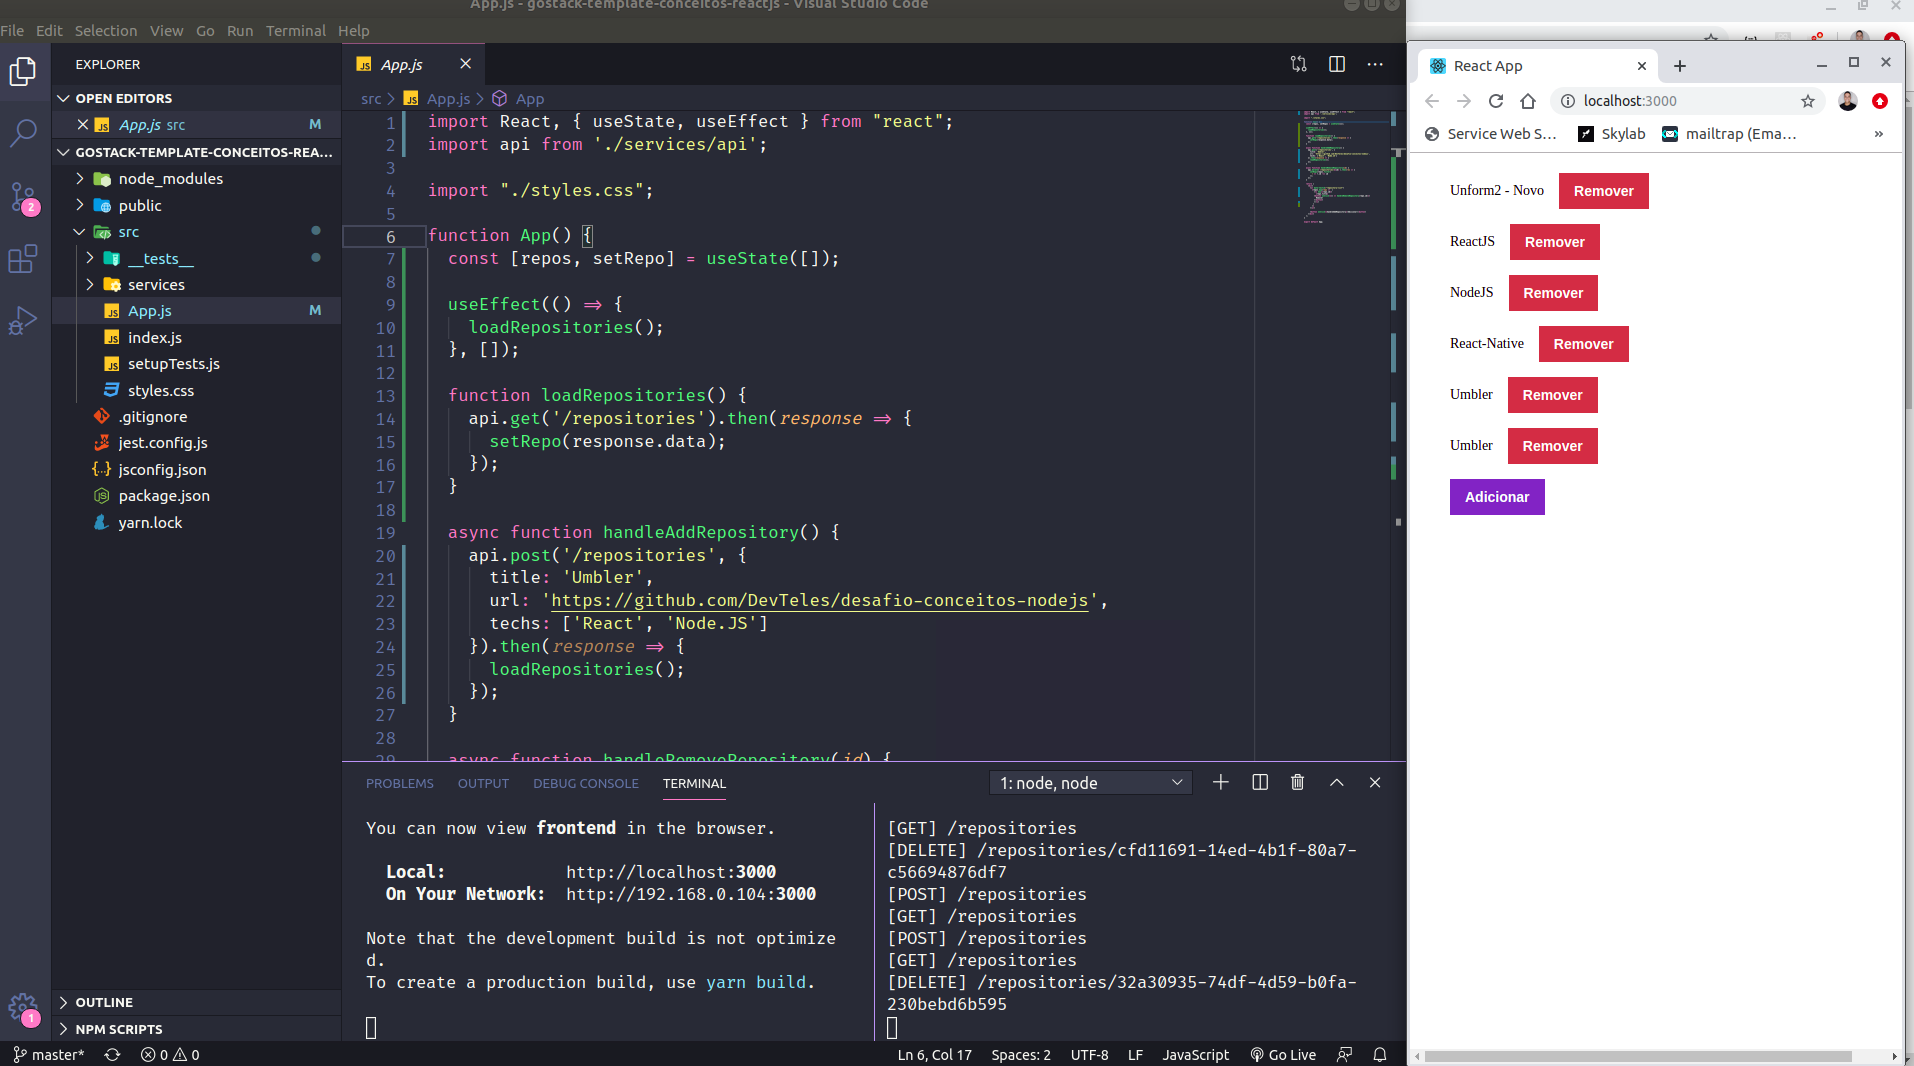 App.js - gostack-template-conceitos-reactjs - Visual Studio Code
File Edit Selection View Go Run Terminal Help
EXPLORER
OPEN EDITORS
App.js src M
GOSTACK-TEMPLATE-CONCEITOS-REA...
node_modules
public
src
__tests__
services
App.js M
index.js
setupTests.js
styles.css
.gitignore
jest.config.js
jsconfig.json
package.json
yarn.lock
OUTLINE
NPM SCRIPTS
2
1
App.js
src > App.js > App
1 import React, { useState, useEffect } from "react";
2 import api from './services/api';
3
4 import "./styles.css";
5
6 function App() {
7 const [repos, setRepo] = useState([]);
8
9 useEffect(() ⇒ {
10 loadRepositories();
11 }, []);
12
13 function loadRepositories() {
14 api.get('/repositories').then(response ⇒ {
15 setRepo(response.data);
16 });
17 }
18
19 async function handleAddRepository() {
20 api.post('/repositories', {
21 title: 'Umbler',
22 url: 'https://github.com/DevTeles/desafio-conceitos-nodejs',
23 techs: ['React', 'Node.JS']
24 }).then(response ⇒ {
25 loadRepositories();
26 });
27 }
28
29 async function handleRemoveRepository(id) {
PROBLEMS OUTPUT DEBUG CONSOLE TERMINAL 1: node, node
You can now view frontend in the browser.
Local: http://localhost:3000
On Your Network: http://192.168.0.104:3000
Note that the development build is not optimize
d.
To create a production build, use yarn build.
[GET] /repositories
[DELETE] /repositories/cfd11691-14ed-4b1f-80a7-
c56694876df7
[POST] /repositories
[GET] /repositories
[POST] /repositories
[GET] /repositories
[DELETE] /repositories/32a30935-74df-4d59-b0fa-
230bebd6b595
master* 0 0 Ln 6, Col 17 Spaces: 2 UTF-8 LF JavaScript Go Live
React App
localhost:3000
Service Web S... Skylab mailtrap (Ema... »
Unform2 - Novo Remover
ReactJS Remover
NodeJS Remover
React-Native Remover
Umbler Remover
Umbler Remover
Adicionar